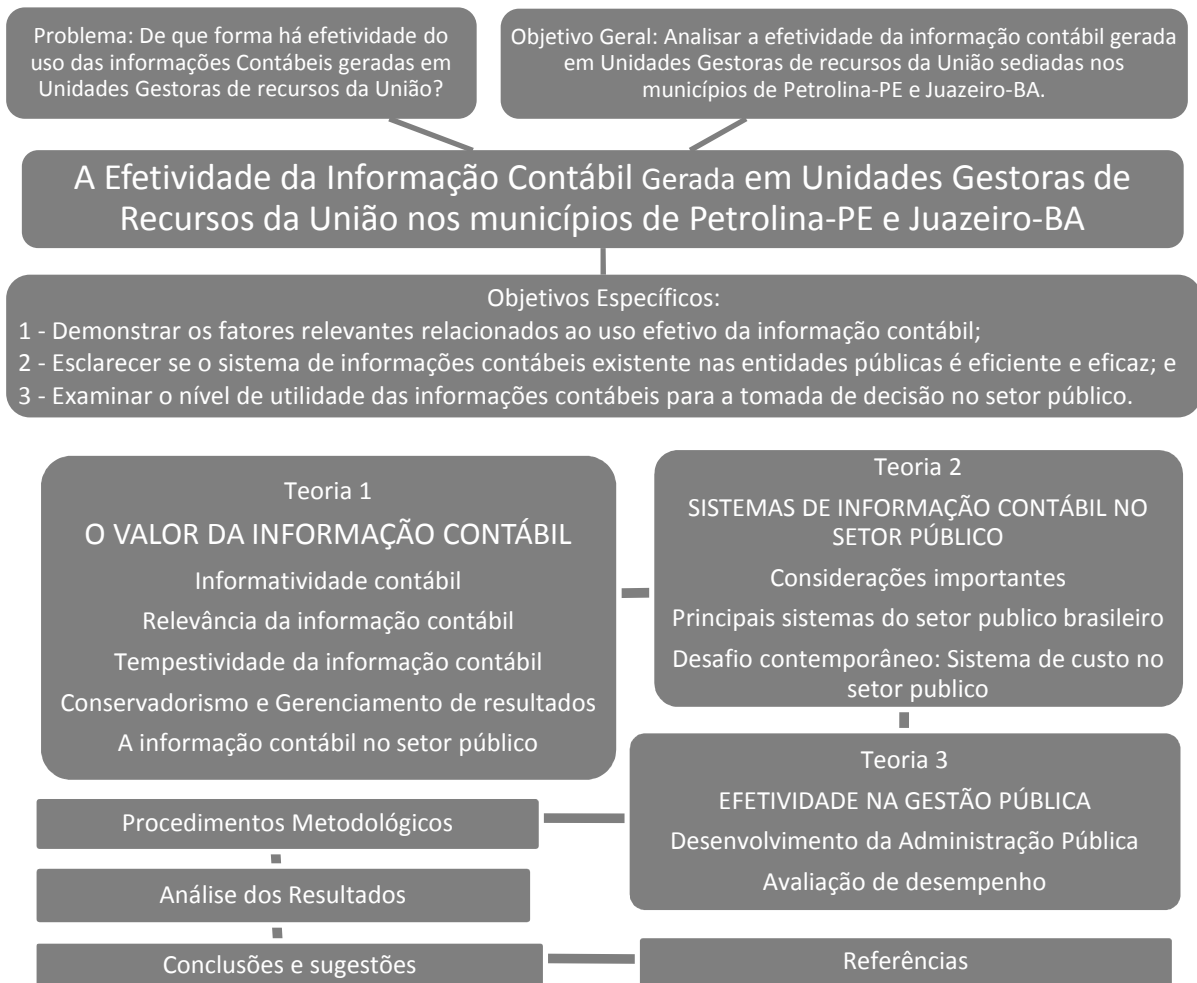 Problema: De que forma há efetividade do
uso das informações Contábeis geradas em
Unidades Gestoras de recursos da União?
Objetivo Geral: Analisar a efetividade da informação contábil gerada
em Unidades Gestoras de recursos da União sediadas nos
municípios de Petrolina-PE e Juazeiro-BA.
A Efetividade da Informação Contábil Gerada em Unidades Gestoras de
Recursos da União nos municípios de Petrolina-PE e Juazeiro-BA
Objetivos Específicos:
1 - Demonstrar os fatores relevantes relacionados ao uso efetivo da informação contábil;
2 - Esclarecer se o sistema de informações contábeis existente nas entidades públicas é eficiente e eficaz; e
3 - Examinar o nível de utilidade das informações contábeis para a tomada de decisão no setor público.
Teoria 1
O VALOR DA INFORMAÇÃO CONTÁBIL
Informatividade contábil
Relevância da informação contábil
Tempestividade da informação contábil
Conservadorismo e Gerenciamento de resultados
A informação contábil no setor público
Teoria 2
SISTEMAS DE INFORMAÇÃO CONTÁBIL NO
SETOR PÚBLICO
Considerações importantes
Principais sistemas do setor publico brasileiro
Desafio contemporâneo: Sistema de custo no
setor publico
Teoria 3
EFETIVIDADE NA GESTÃO PÚBLICA
Desenvolvimento da Administração Pública
Avaliação de desempenho
Procedimentos Metodológicos
Análise dos Resultados
Conclusões e sugestões
Referências